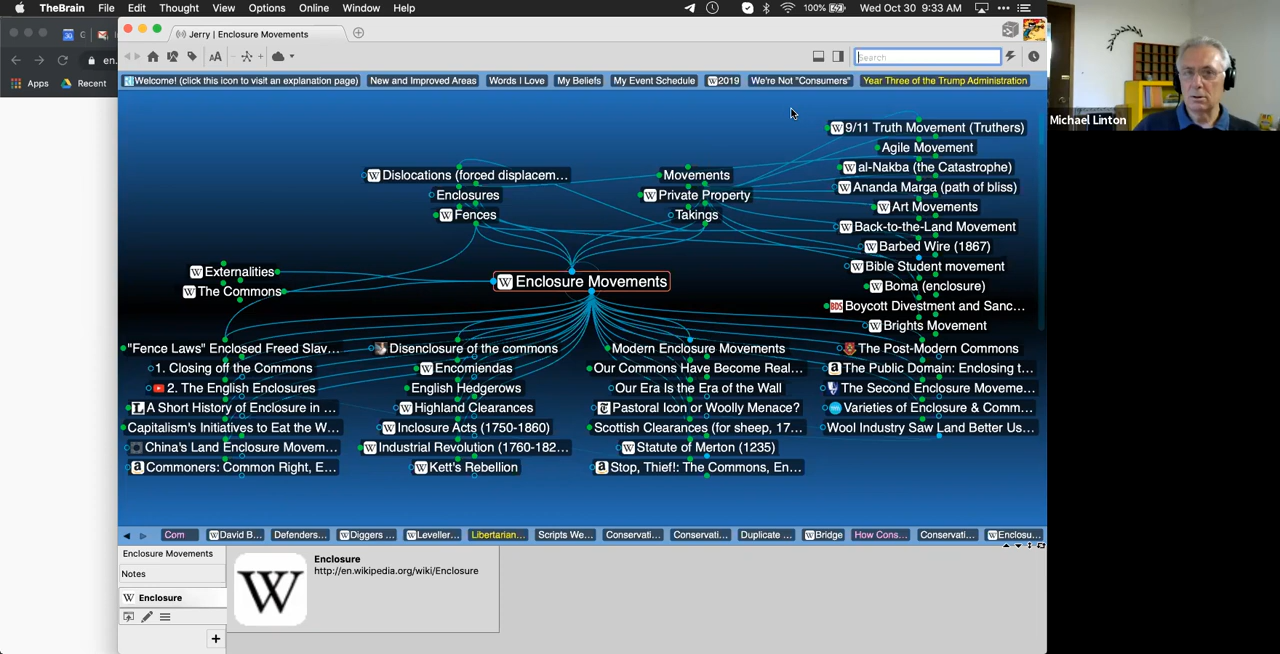 TheBrain File Edit Thought View Options Online Window Help 100% Wed Oct 30 9:33 AM
Jerry | Enclosure Movements
AA
Search
en.
Apps Recent
Welcome! (click this icon to visit an explanation page) New and Improved Areas Words I Love My Beliefs My Event Schedule W 2019 We're Not "Consumers" Year Three of the Trump Administration
Michael Linton
W 9/11 Truth Movement (Truthers)
Agile Movement
W al-Nakba (the Catastrophe)
W Dislocations (forced displacem...
Movements
W Ananda Marga (path of bliss)
Enclosures
W Private Property
W Art Movements
W Fences
Takings
W Back-to-the-Land Movement
W Barbed Wire (1867)
W Bible Student movement
W Externalities
W Enclosure Movements
W Boma (enclosure)
W The Commons
BDS Boycott Divestment and Sanc...
W Brights Movement
"Fence Laws" Enclosed Freed Slav...
Disenclosure of the commons
Modern Enclosure Movements
The Post-Modern Commons
1. Closing off the Commons
W Encomiendas
Our Commons Have Become Real...
a The Public Domain: Enclosing t...
2. The English Enclosures
English Hedgerows
Our Era Is the Era of the Wall
The Second Enclosure Moveme...
L A Short History of Enclosure in ...
W Highland Clearances
T Pastoral Icon or Woolly Menace?
Varieties of Enclosure & Comm...
Capitalism's Initiatives to Eat the W...
W Inclosure Acts (1750-1860)
Scottish Clearances (for sheep, 17...
Wool Industry Saw Land Better Us...
China's Land Enclosure Movem...
W Industrial Revolution (1760-182...
W Statute of Merton (1235)
a Commoners: Common Right, E...
W Kett's Rebellion
a Stop, Thief!: The Commons, En...
Com W David B... Defenders... W Diggers ... W Leveller... Libertarian... Scripts We... Conservati... Conservati... Duplicate ... W Bridge How Cons... Conservati... W Enclosu...
Enclosure Movements
Notes
W Enclosure
W
Enclosure
http://en.wikipedia.org/wiki/Enclosure